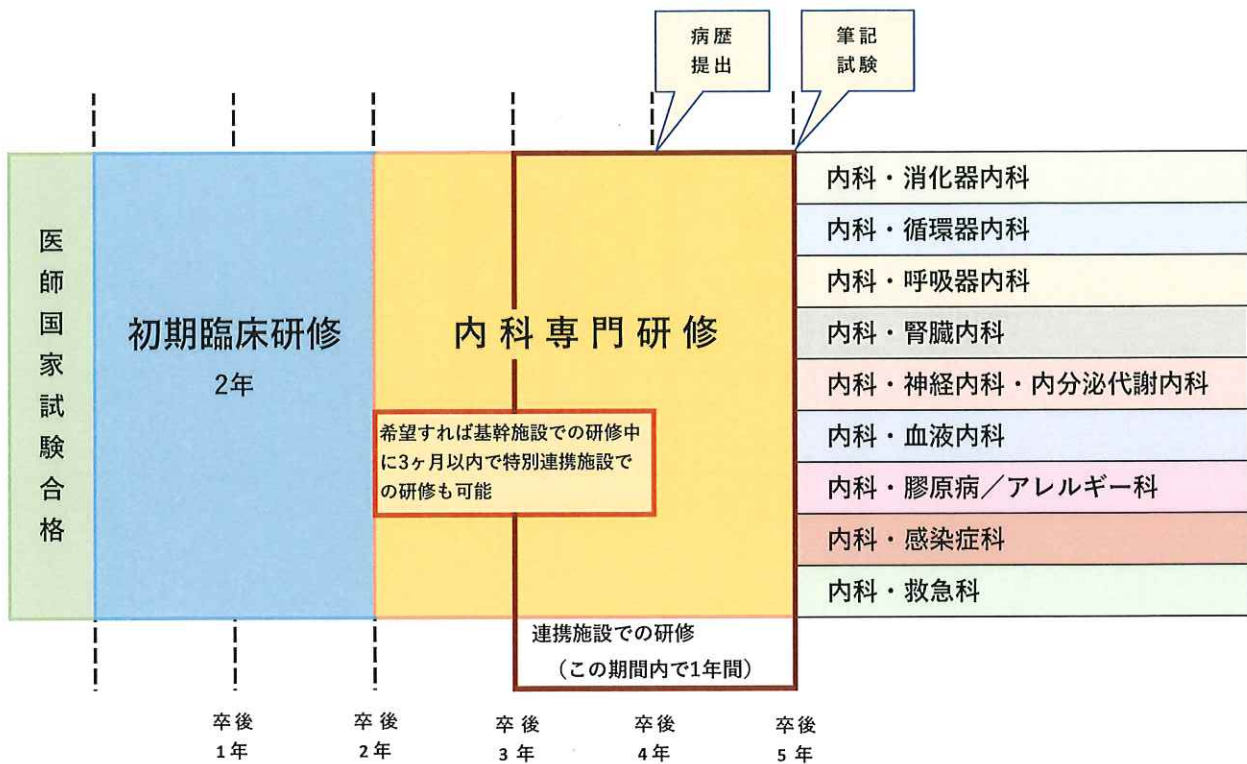 病歴
提出
筆記
試験
医師国家試験合格
初期臨床研修
2年
内科専門研修
希望すれば基幹施設での研修中
に3ヶ月以内で特別連携施設で
の研修も可能
連携施設での研修
（この期間内で1年間）
内科・消化器内科
内科・循環器内科
内科・呼吸器内科
内科・腎臓内科
内科・神経内科・内分泌代謝内科
内科・血液内科
内科・膠原病／アレルギー科
内科・感染症科
内科・救急科
卒後
1年
卒後
2年
卒後
3年
卒後
4年
卒後
5年